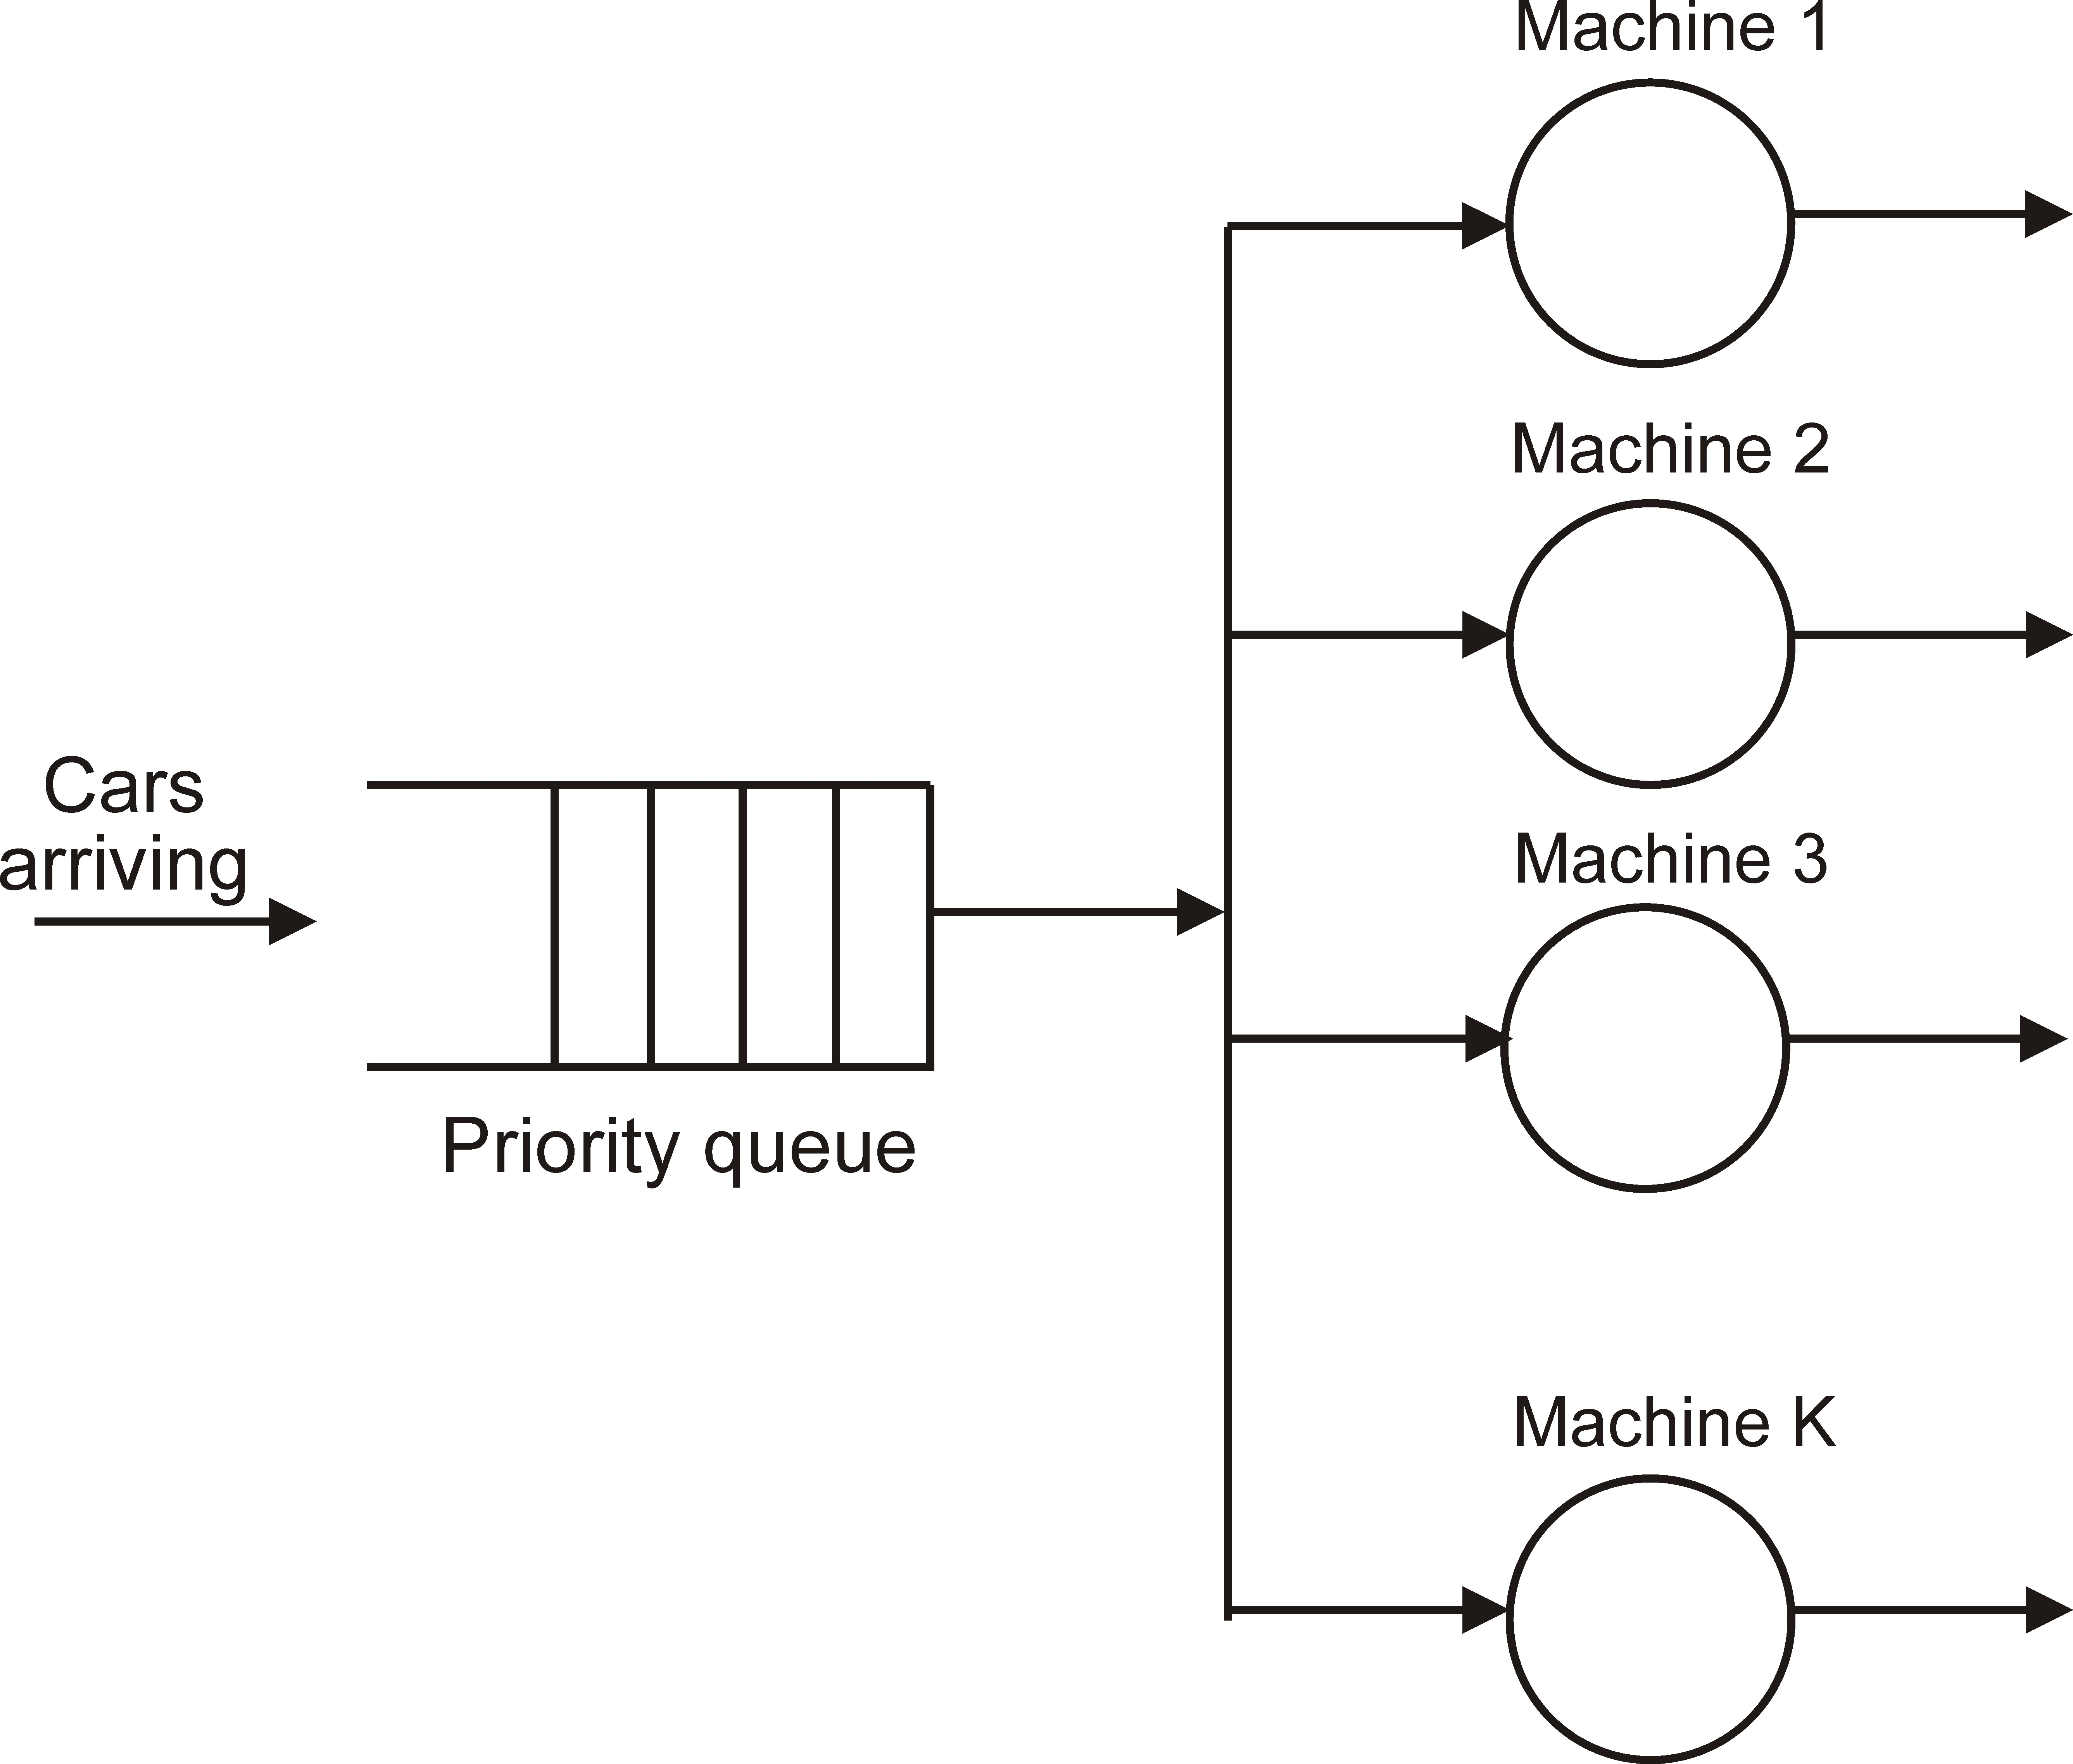 Machine 1
Machine 2
Cars
arriving
Machine 3
Priority queue
Machine K